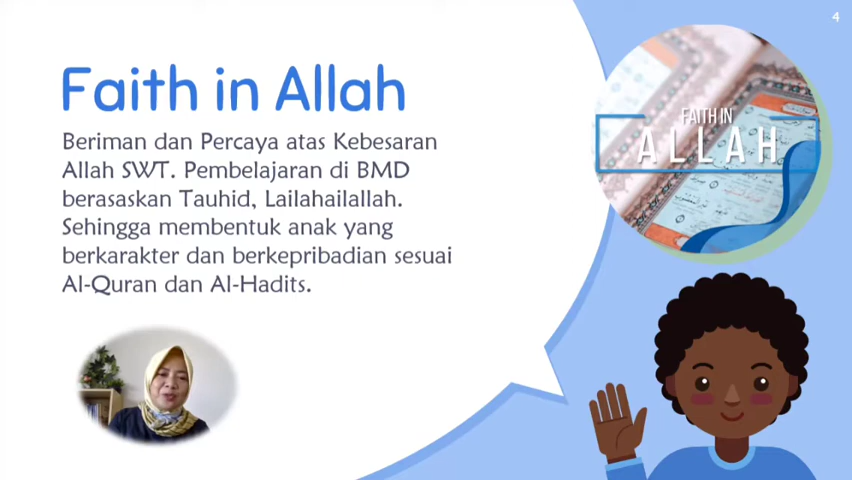 4
Faith in Allah
Beriman dan Percaya atas Kebesaran
Allah SWT. Pembelajaran di BMD
berasaskan Tauhid, Lailahailallah.
Sehingga membentuk anak yang
berkarakter dan berkepribadian sesuai
Al-Quran dan Al-Hadits.
FAITH IN
ALLAH